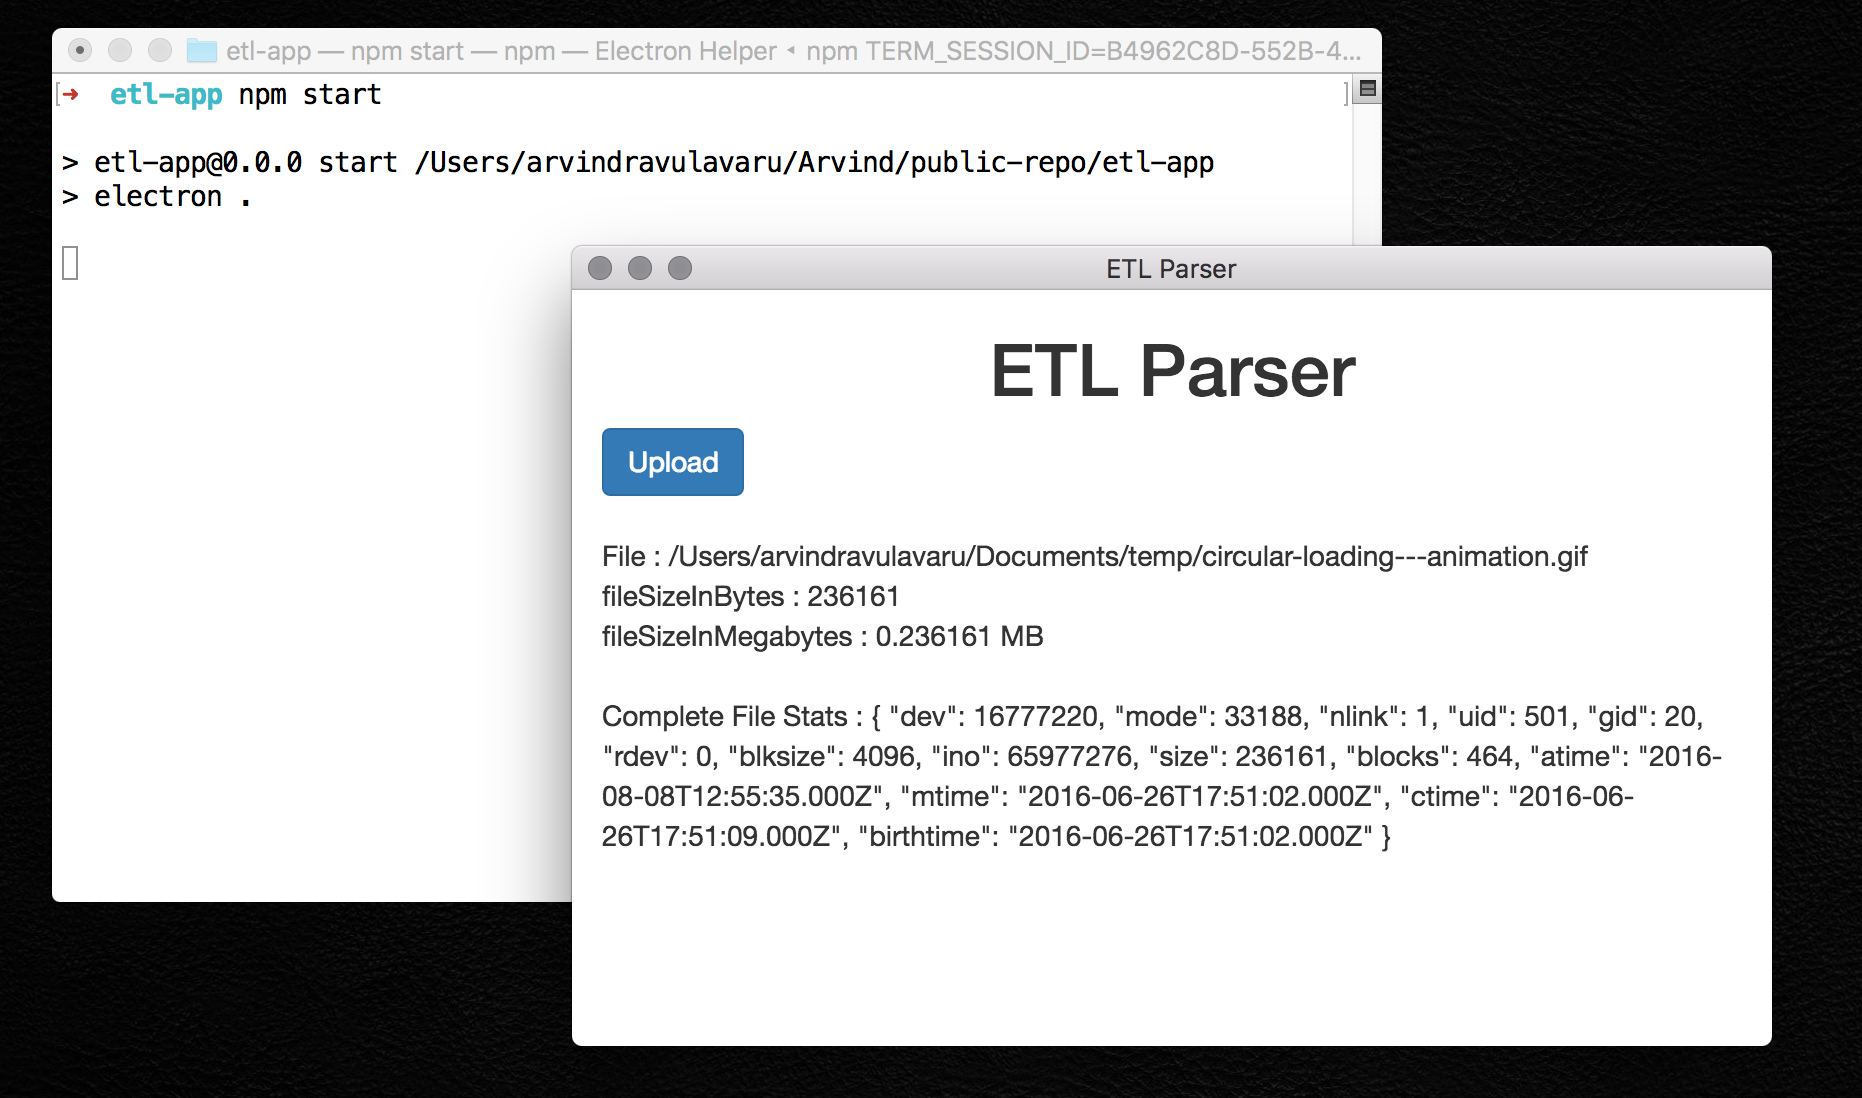 etl-app — npm start — npm — Electron Helper ◂ npm TERM_SESSION_ID=B4962C8D-552B-4...
[➜ etl-app npm start ]
> etl-app@0.0.0 start /Users/arvindravulavaru/Arvind/public-repo/etl-app
> electron .
ETL Parser
ETL Parser
Upload
File : /Users/arvindravulavaru/Documents/temp/circular-loading---animation.gif
fileSizeInBytes : 236161
fileSizeInMegabytes : 0.236161 MB
Complete File Stats : { "dev": 16777220, "mode": 33188, "nlink": 1, "uid": 501, "gid": 20,
"rdev": 0, "blksize": 4096, "ino": 65977276, "size": 236161, "blocks": 464, "atime": "2016-
08-08T12:55:35.000Z", "mtime": "2016-06-26T17:51:02.000Z", "ctime": "2016-06-
26T17:51:09.000Z", "birthtime": "2016-06-26T17:51:02.000Z" }